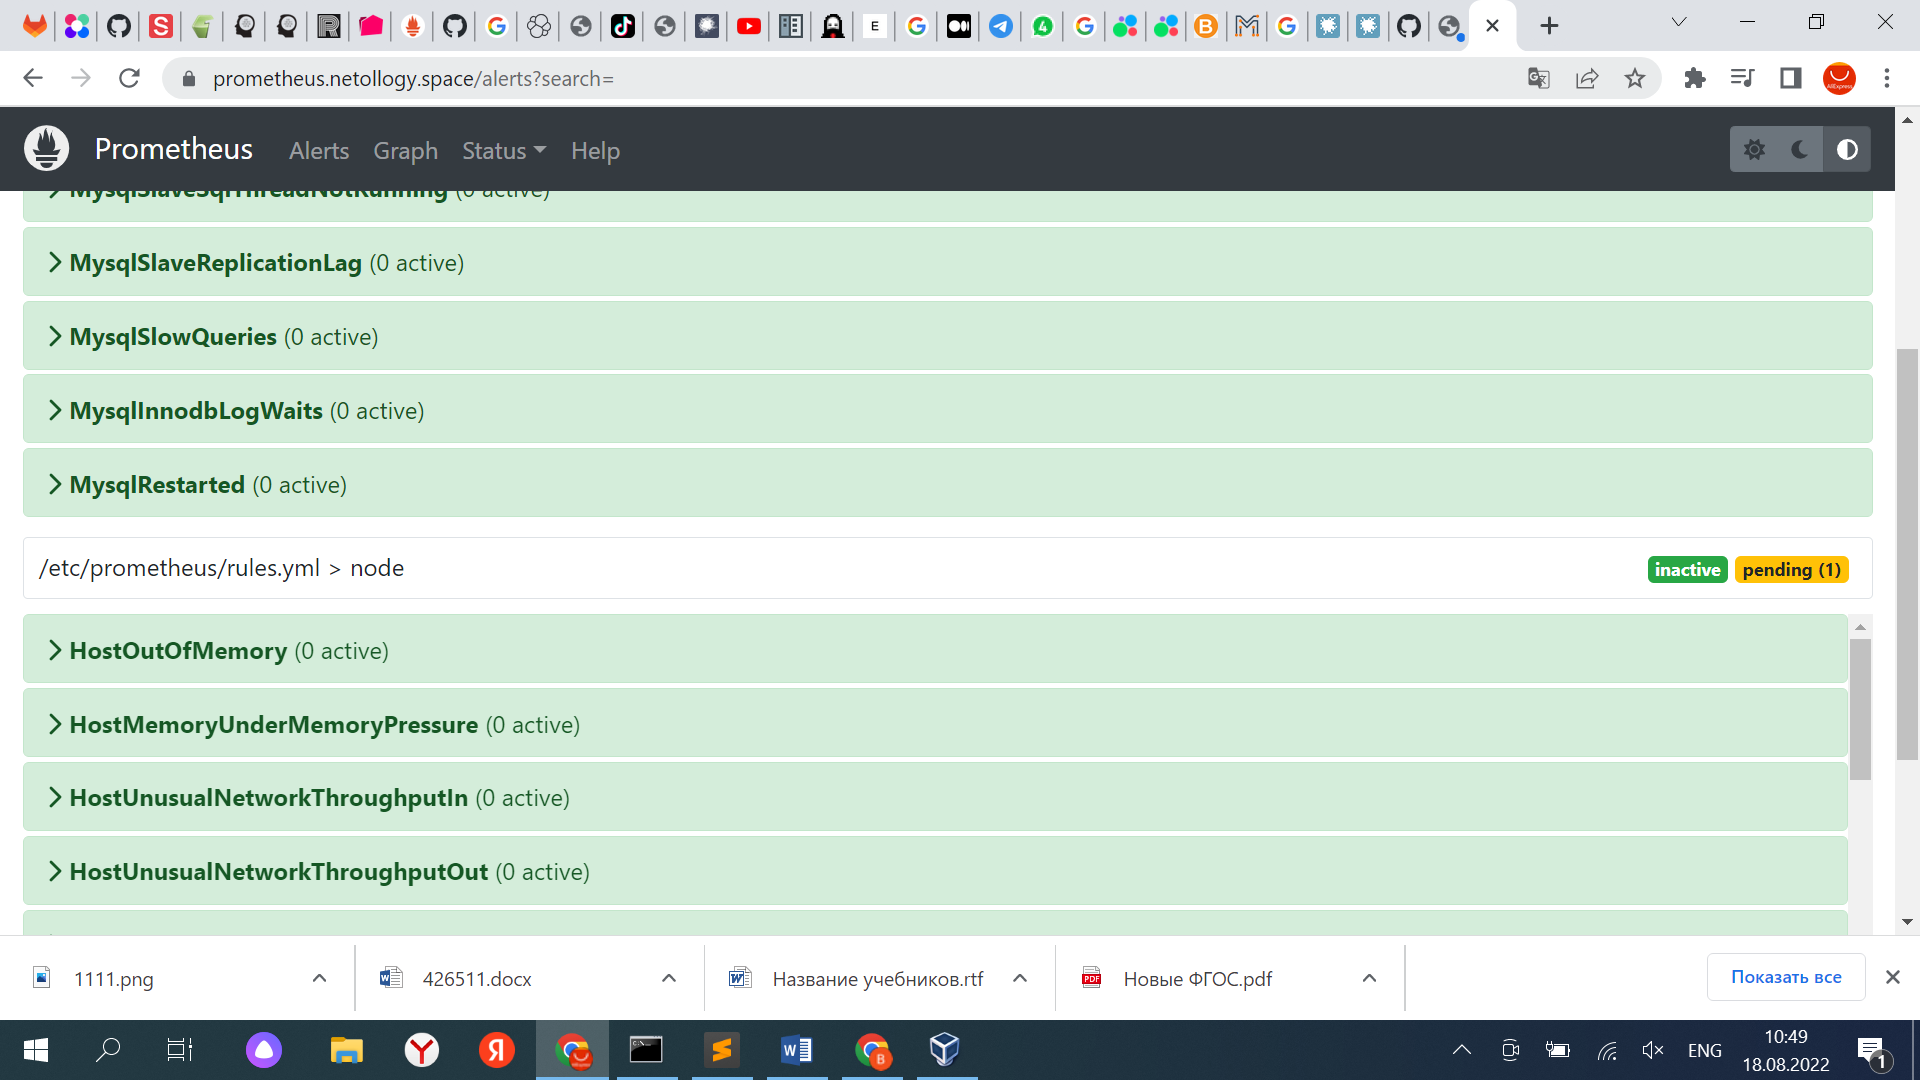 prometheus.netollogy.space/alerts?search=
Prometheus Alerts Graph Status Help
MysqlSlaveSqlThreadNotRunning (0 active)
MysqlSlaveReplicationLag (0 active)
MysqlSlowQueries (0 active)
MysqlInnodbLogWaits (0 active)
MysqlRestarted (0 active)
/etc/prometheus/rules.yml > node inactive pending (1)
HostOutOfMemory (0 active)
HostMemoryUnderMemoryPressure (0 active)
HostUnusualNetworkThroughputIn (0 active)
HostUnusualNetworkThroughputOut (0 active)
1111.png 426511.docx Название учебников.rtf Новые ФГОС.pdf Показать все
ENG 10:49
18.08.2022 1